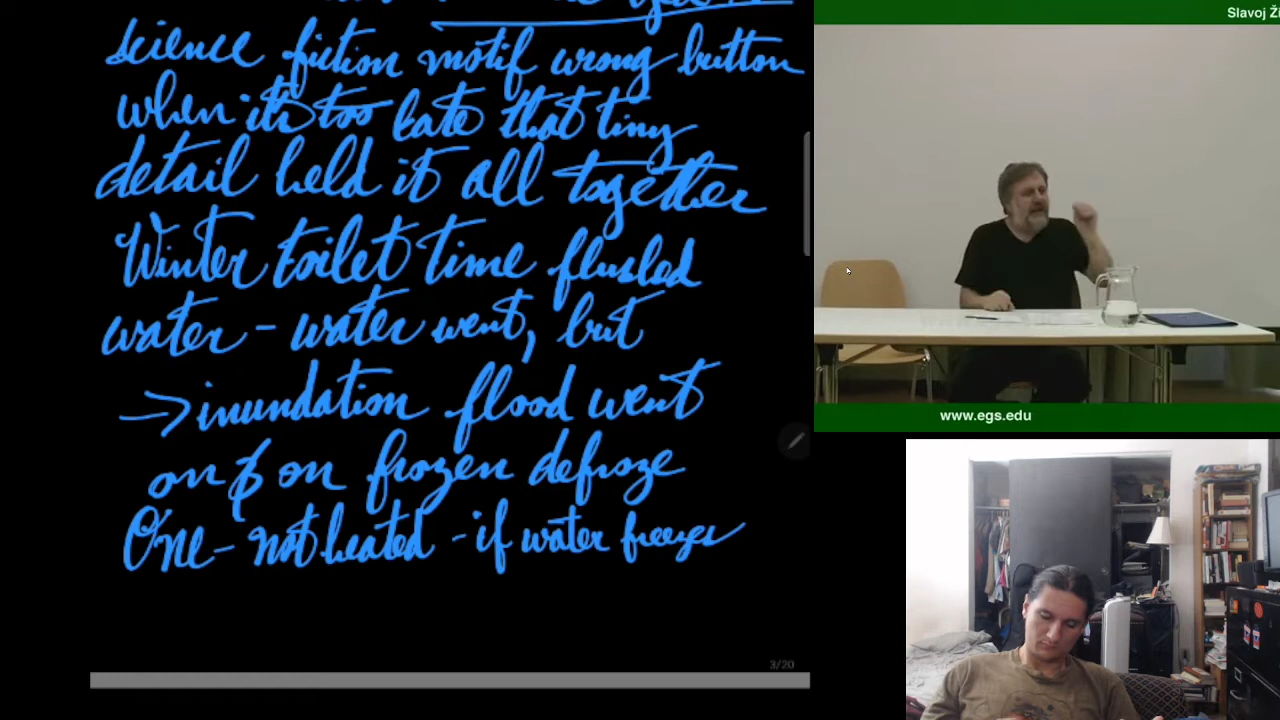 science fiction motif wrong button
when it's too late that tiny
detail held it all together
Winter toilet time flushed
water - water went, but
→ inundation flood went
on & on frozen defroze
One - not heated - if water freezes
3/20
Slavoj Ži
www.egs.edu